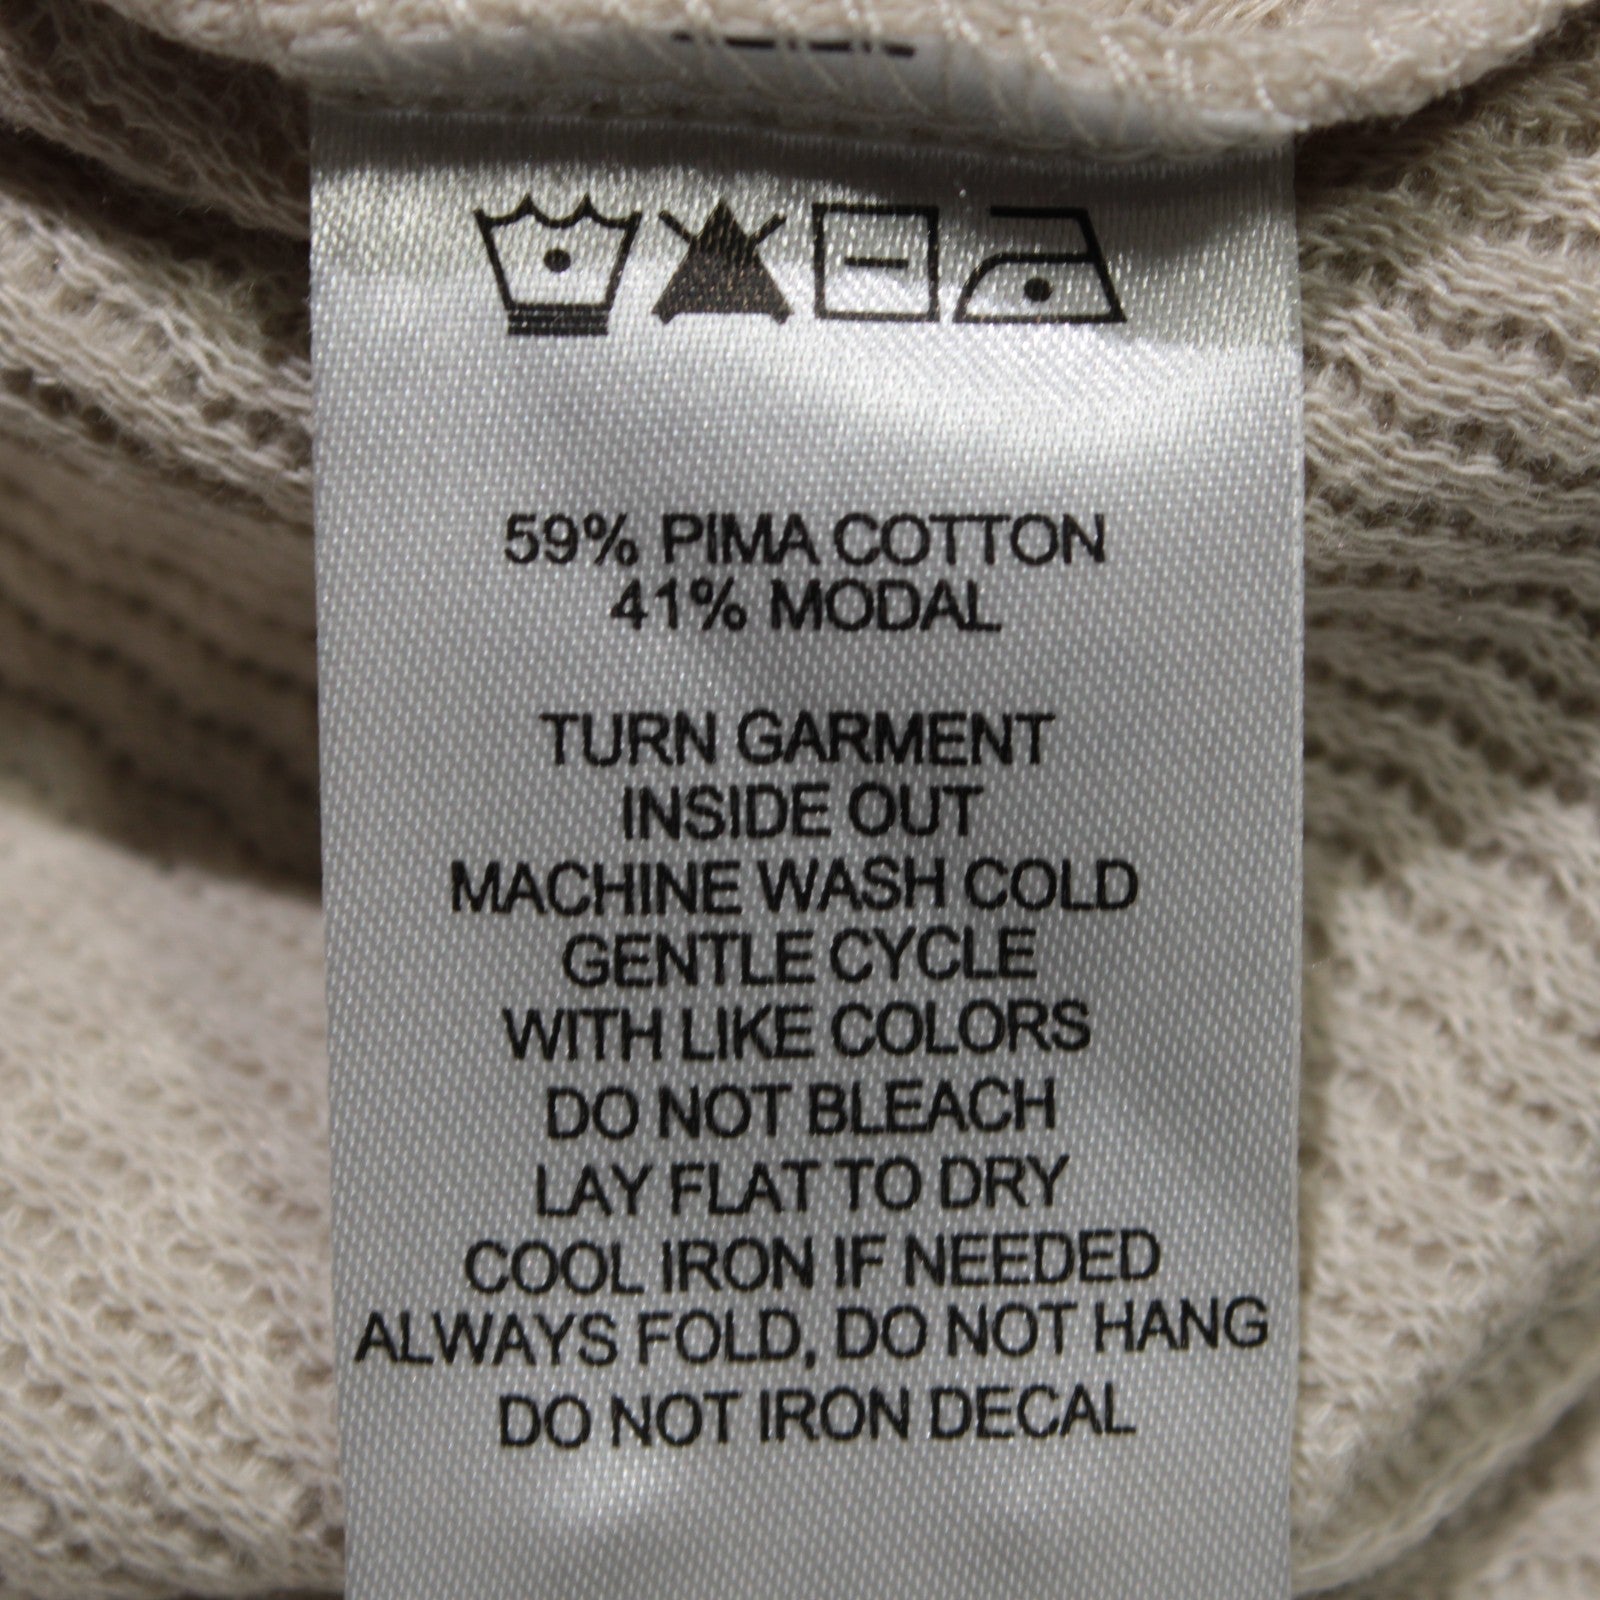 59% PIMA COTTON
41% MODAL
TURN GARMENT
INSIDE OUT
MACHINE WASH COLD
GENTLE CYCLE
WITH LIKE COLORS
DO NOT BLEACH
LAY FLAT TO DRY
COOL IRON IF NEEDED
ALWAYS FOLD, DO NOT HANG
DO NOT IRON DECAL